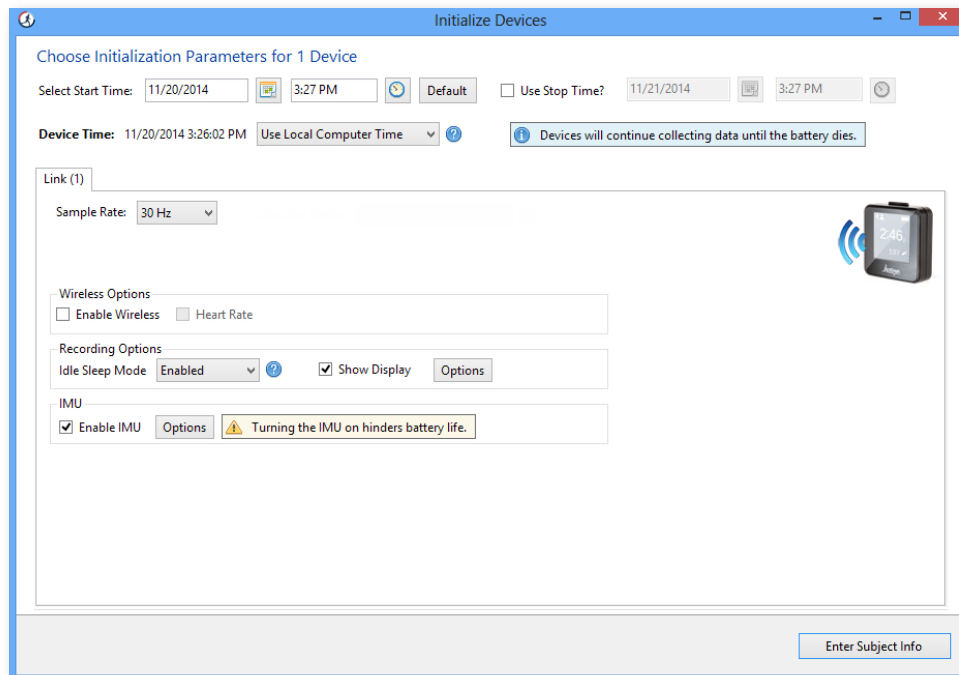 Initialize Devices
Choose Initialization Parameters for 1 Device
Select Start Time: 11/20/2014 3:27 PM Default Use Stop Time? 11/21/2014 3:27 PM
Device Time: 11/20/2014 3:26:02 PM Use Local Computer Time Devices will continue collecting data until the battery dies.
Link (1)
Sample Rate: 30 Hz
2:46
Wireless Options
Enable Wireless Heart Rate
Recording Options
Idle Sleep Mode Enabled Show Display Options
IMU
Enable IMU Options Turning the IMU on hinders battery life.
Enter Subject Info